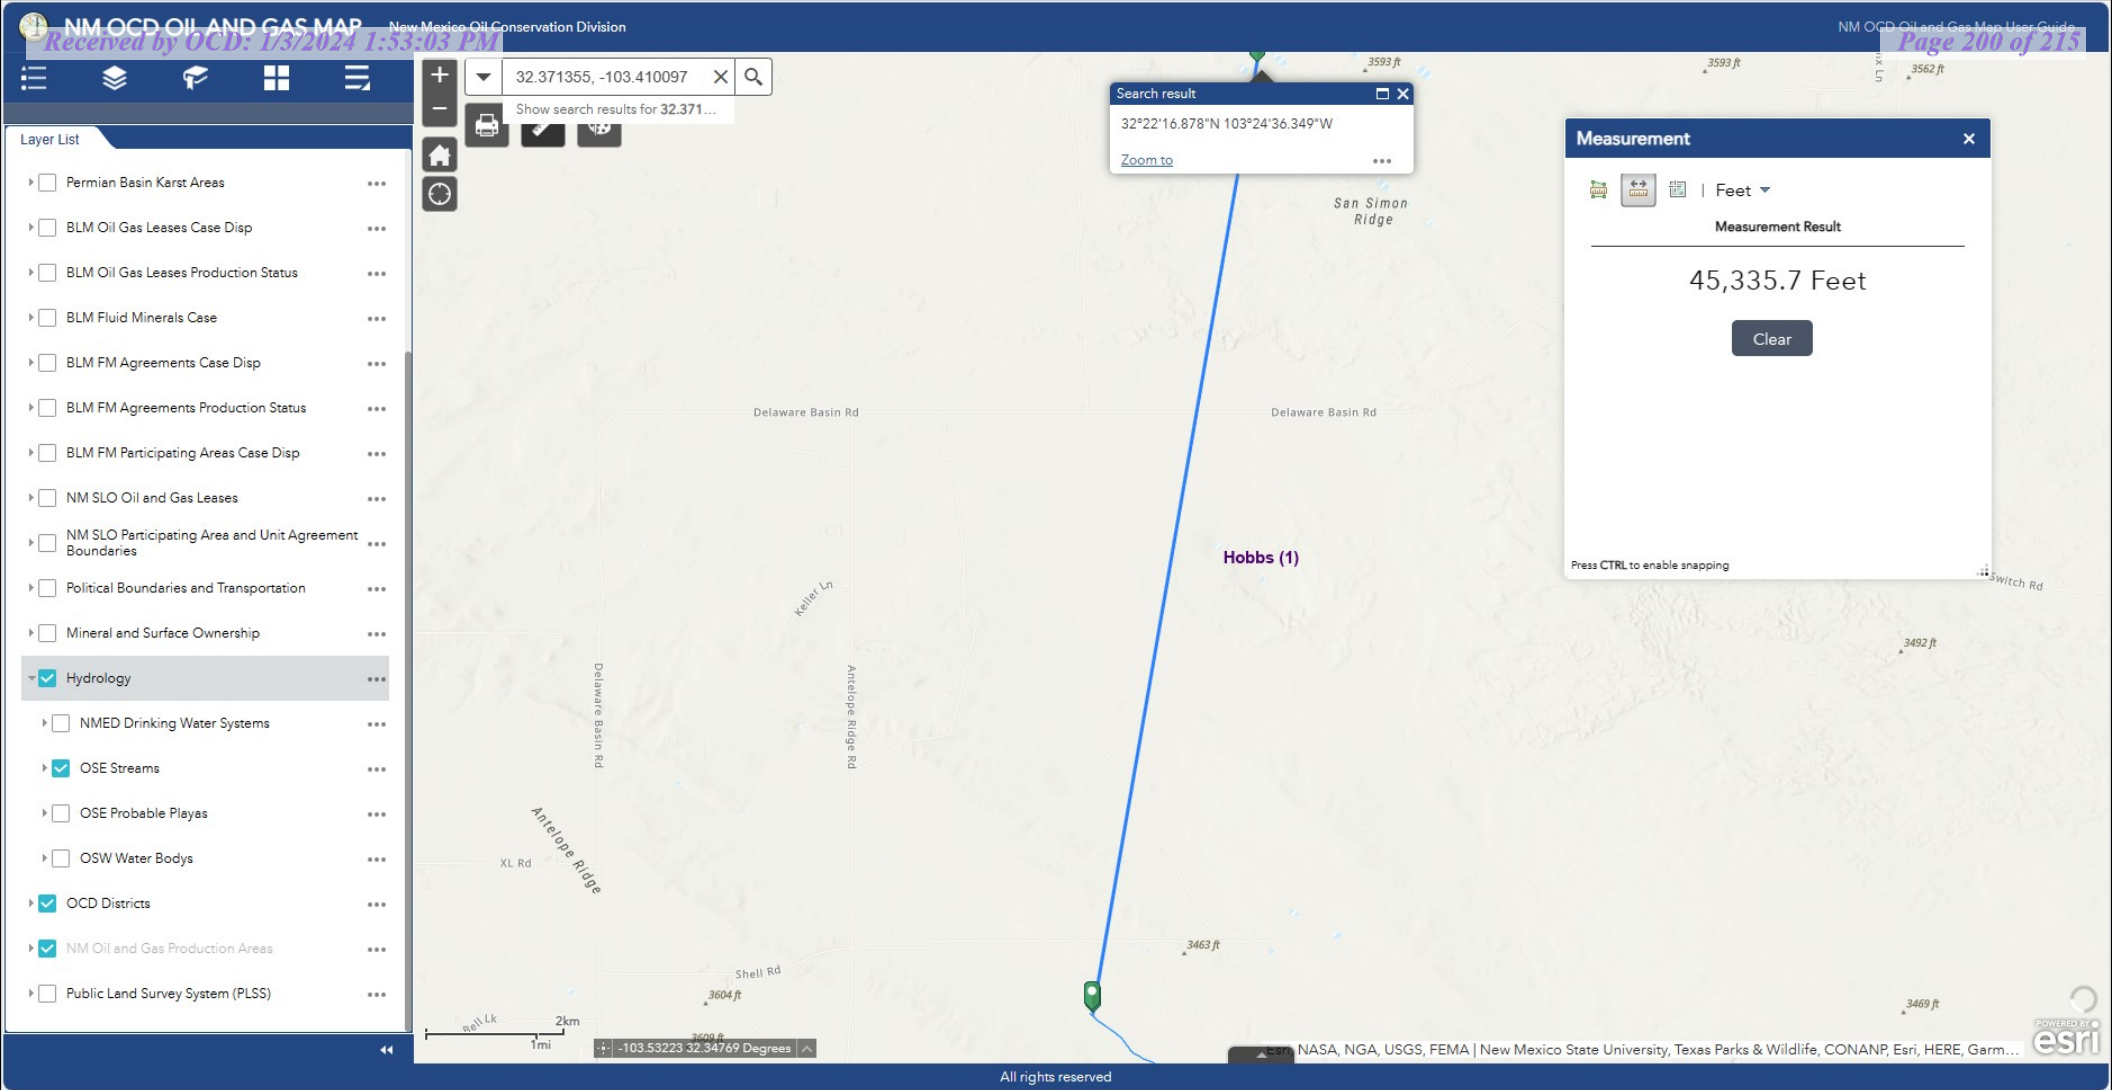 NM OCD OIL AND GAS MAP
New Mexico Oil Conservation Division
NM OCD Oil and Gas Map User Guide
Received by OCD: 1/3/2024 1:53:03 PM
Page 200 of 215
Layer List
Permian Basin Karst Areas
BLM Oil Gas Leases Case Disp
BLM Oil Gas Leases Production Status
BLM Fluid Minerals Case
BLM FM Agreements Case Disp
BLM FM Agreements Production Status
BLM FM Participating Areas Case Disp
NM SLO Oil and Gas Leases
NM SLO Participating Area and Unit Agreement
Boundaries
Political Boundaries and Transportation
Mineral and Surface Ownership
Hydrology
NMED Drinking Water Systems
OSE Streams
OSE Probable Playas
OSW Water Bodys
OCD Districts
NM Oil and Gas Production Areas
Public Land Survey System (PLSS)
+
−
32.371355, -103.410097
Show search results for 32.371...
Search result
32°22'16.878"N 103°24'36.349"W
Zoom to
3593 ft
3593 ft
3562 ft
San Simon
Ridge
Measurement
| Feet
Measurement Result
45,335.7 Feet
Clear
Press CTRL to enable snapping
Delaware Basin Rd
Delaware Basin Rd
Hobbs (1)
Switch Rd
Keller Ln
3492 ft
Delaware Basin Rd
Antelope Ridge Rd
Antelope Ridge
XL Rd
3463 ft
Shell Rd
3604 ft
3469 ft
Bell Lk
2km
1mi
3609 ft
-103.53223 32.34769 Degrees
Esri, NASA, NGA, USGS, FEMA | New Mexico State University, Texas Parks & Wildlife, CONANP, Esri, HERE, Garm...
POWERED BY
esri
All rights reserved